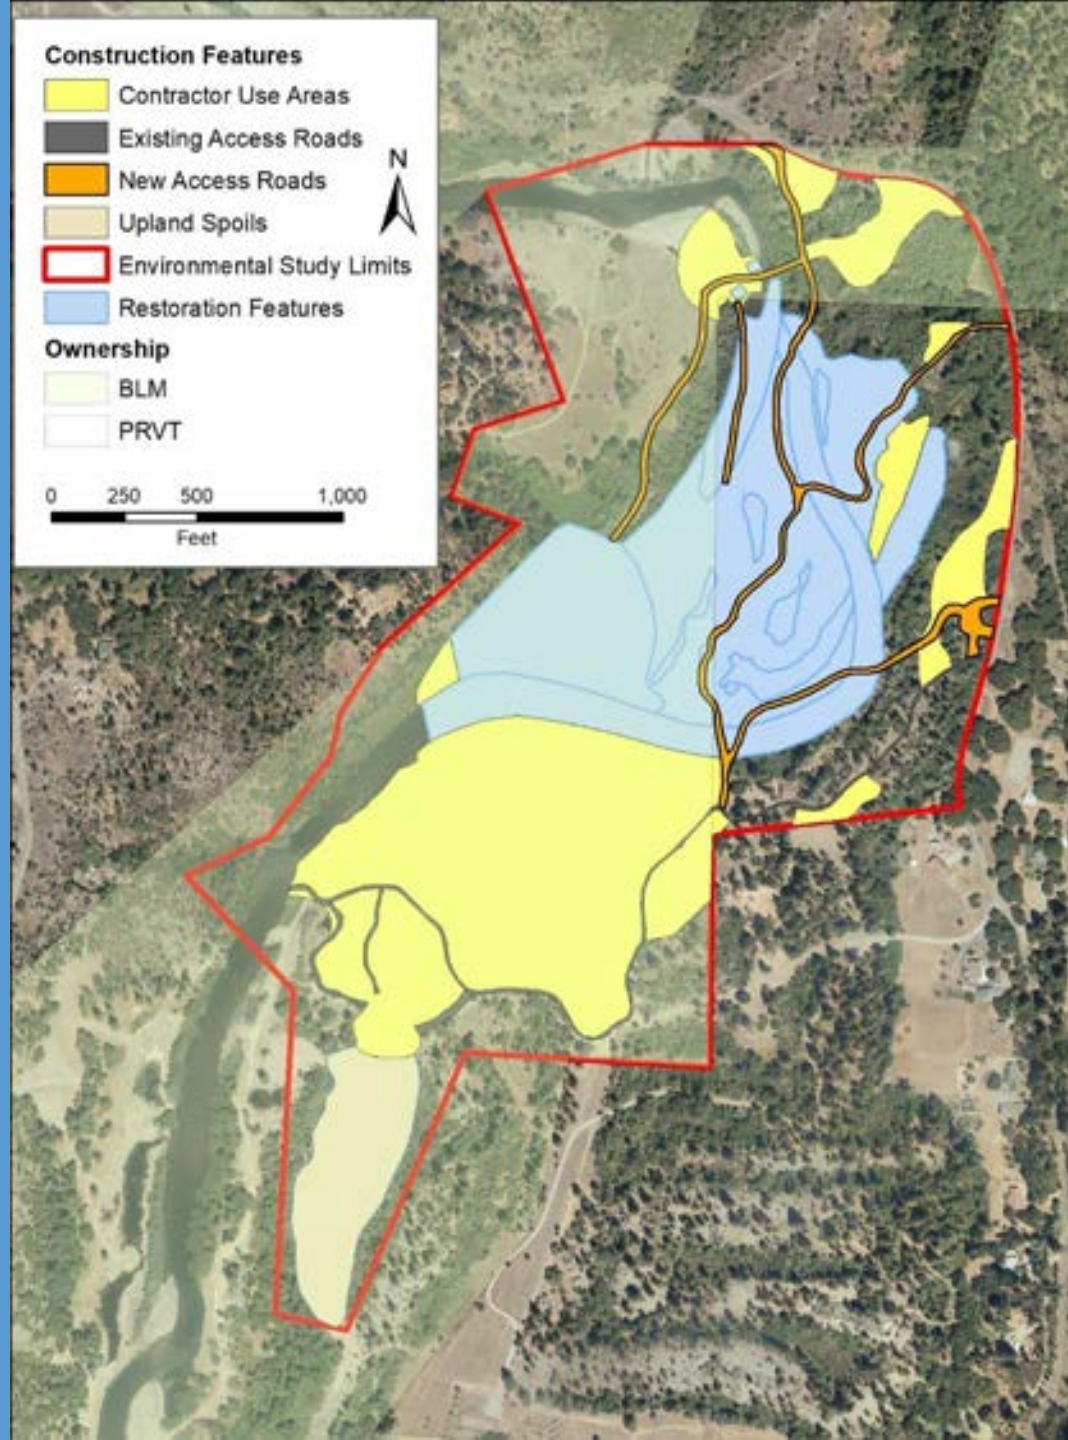 Construction Features
Contractor Use Areas
Existing Access Roads
New Access Roads
Upland Spoils
Environmental Study Limits
Restoration Features
Ownership
BLM
PRVT
N
0 250 500 1,000
Feet